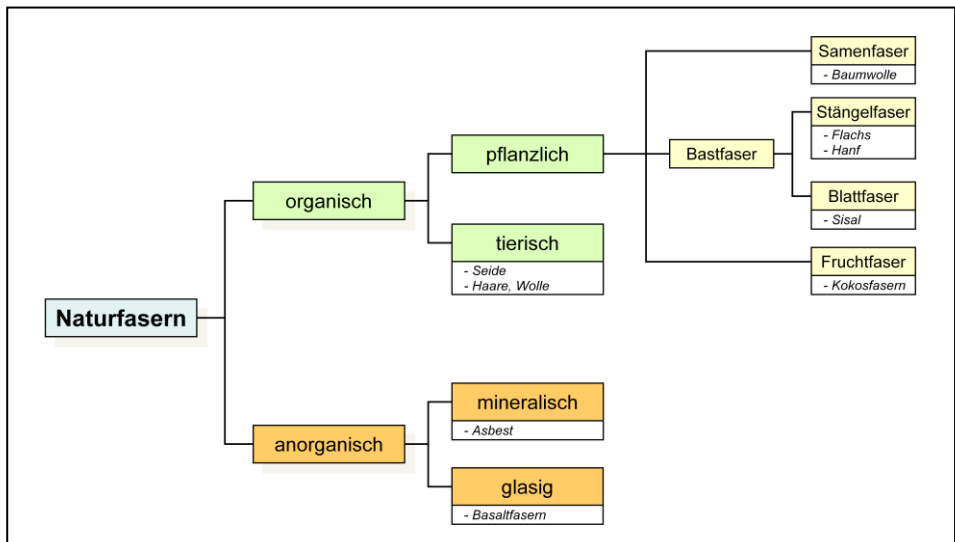 Naturfasern
organisch
pflanzlich
Samenfaser
- Baumwolle
Bastfaser
Stängelfaser
- Flachs
- Hanf
Blattfaser
- Sisal
Fruchtfaser
- Kokosfasern
tierisch
- Seide
- Haare, Wolle
anorganisch
mineralisch
- Asbest
glasig
- Basaltfasern